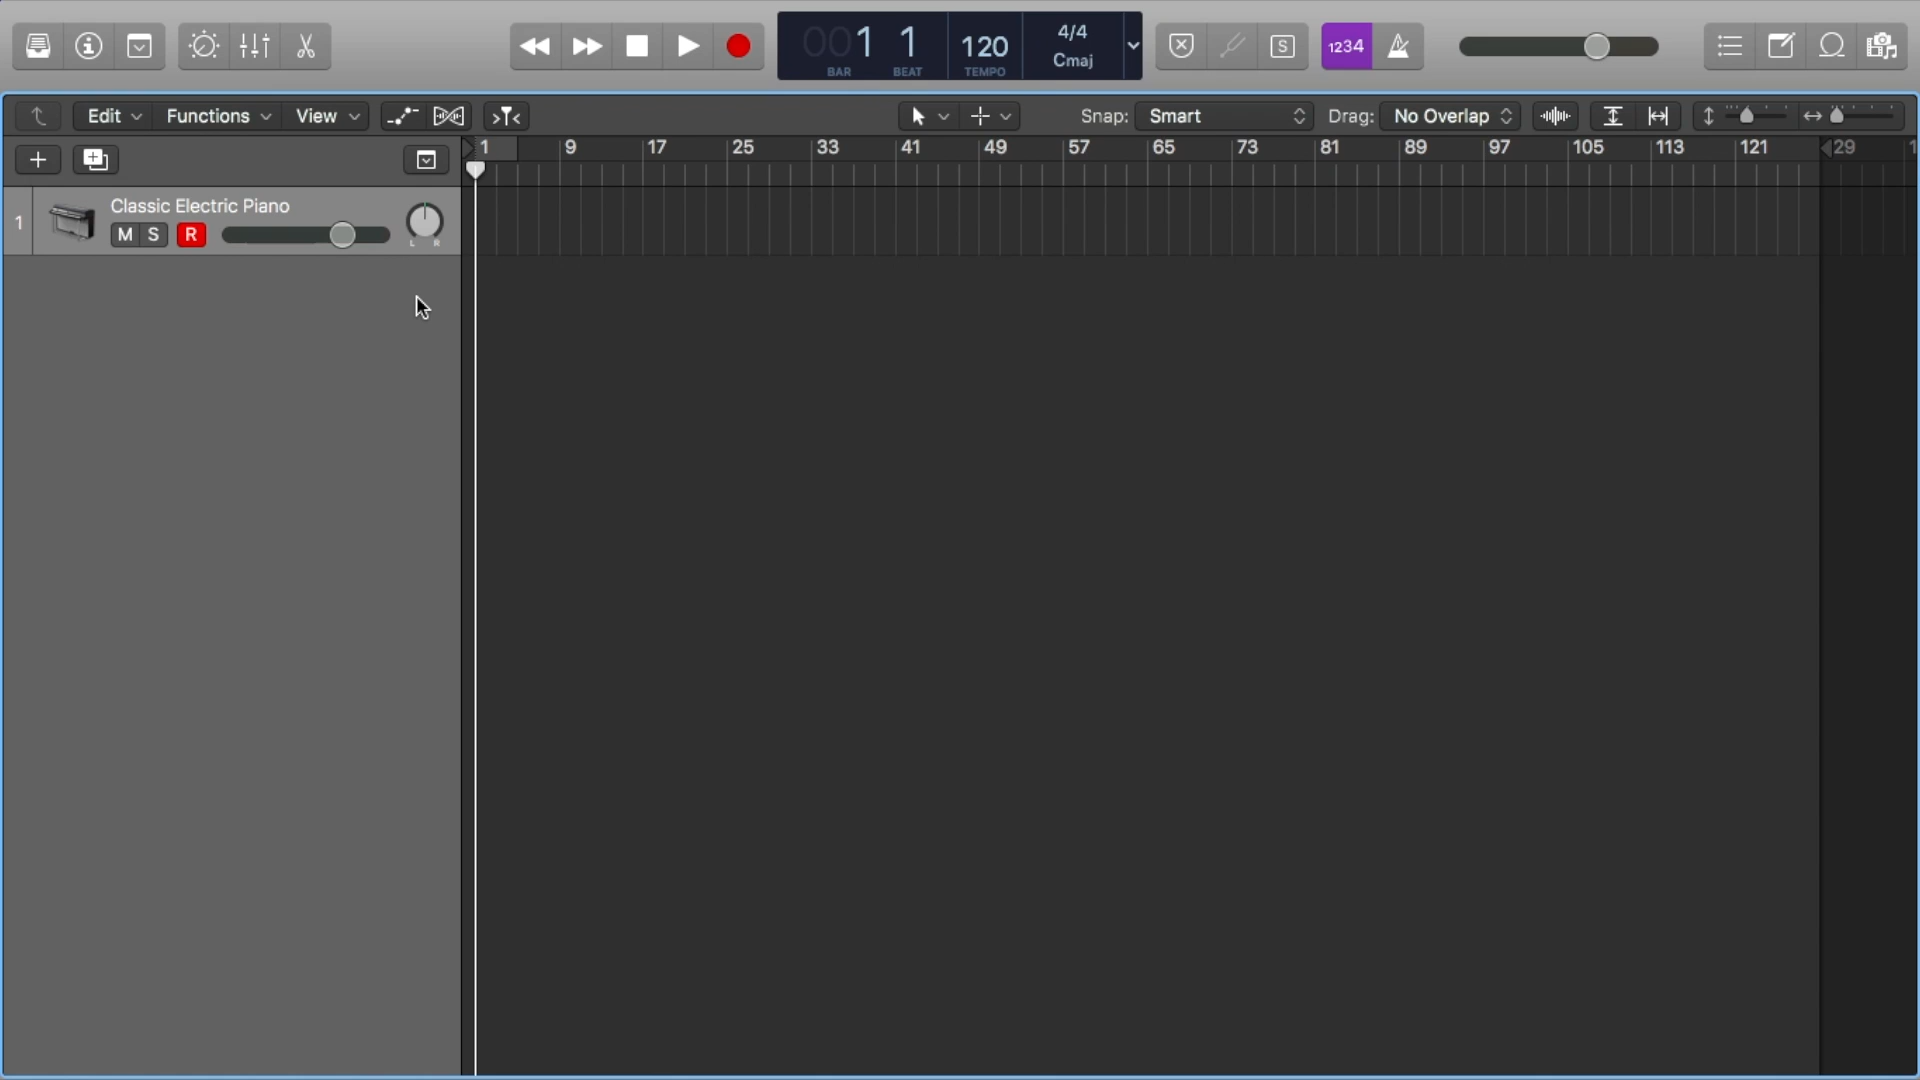 001 1 120 4/4
Cmaj
BAR BEAT TEMPO
S 1234
Edit Functions View Snap: Smart Drag: No Overlap
1 9 17 25 33 41 49 57 65 73 81 89 97 105 113 121 29 1
1 Classic Electric Piano
M S R
L R